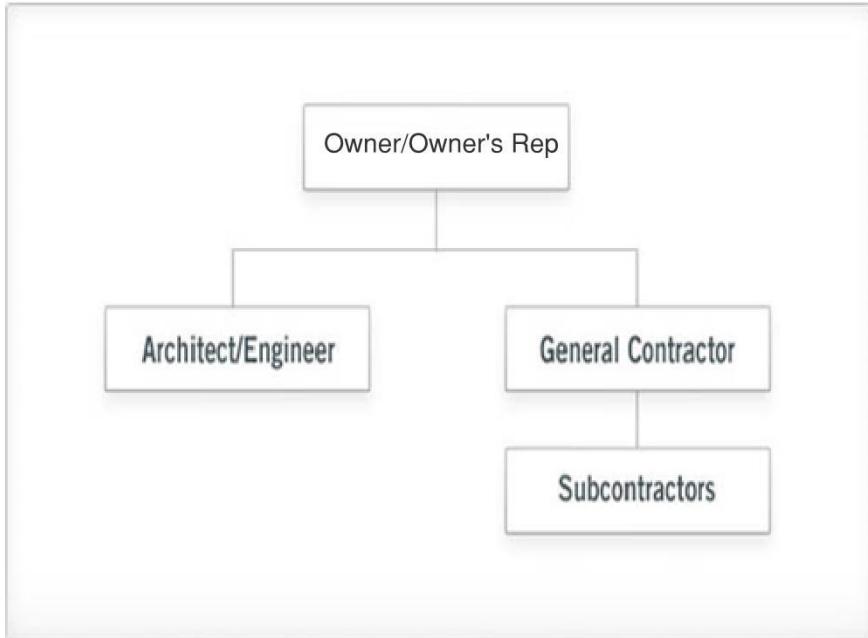 Owner/Owner's Rep
Architect/Engineer
General Contractor
Subcontractors